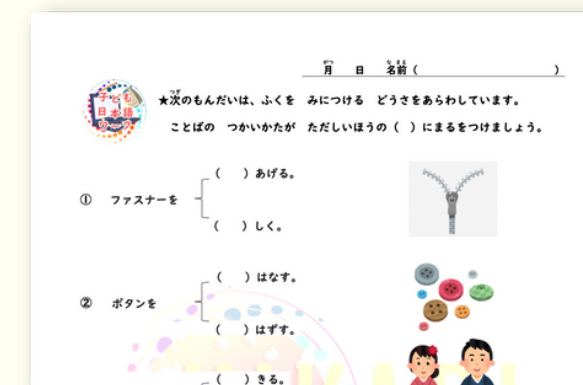 月 日 名前( )
子ども
日本語
ワーク
★次のもんだいは、ふくを みにつける どうさをあらわしています。
ことばの つかいかたが ただしいほうの( )にまるをつけましょう。
( )あげる。
① ファスナーを
( )しく。
( )はなす。
② ボタンを
( )はずす。
( )きる。